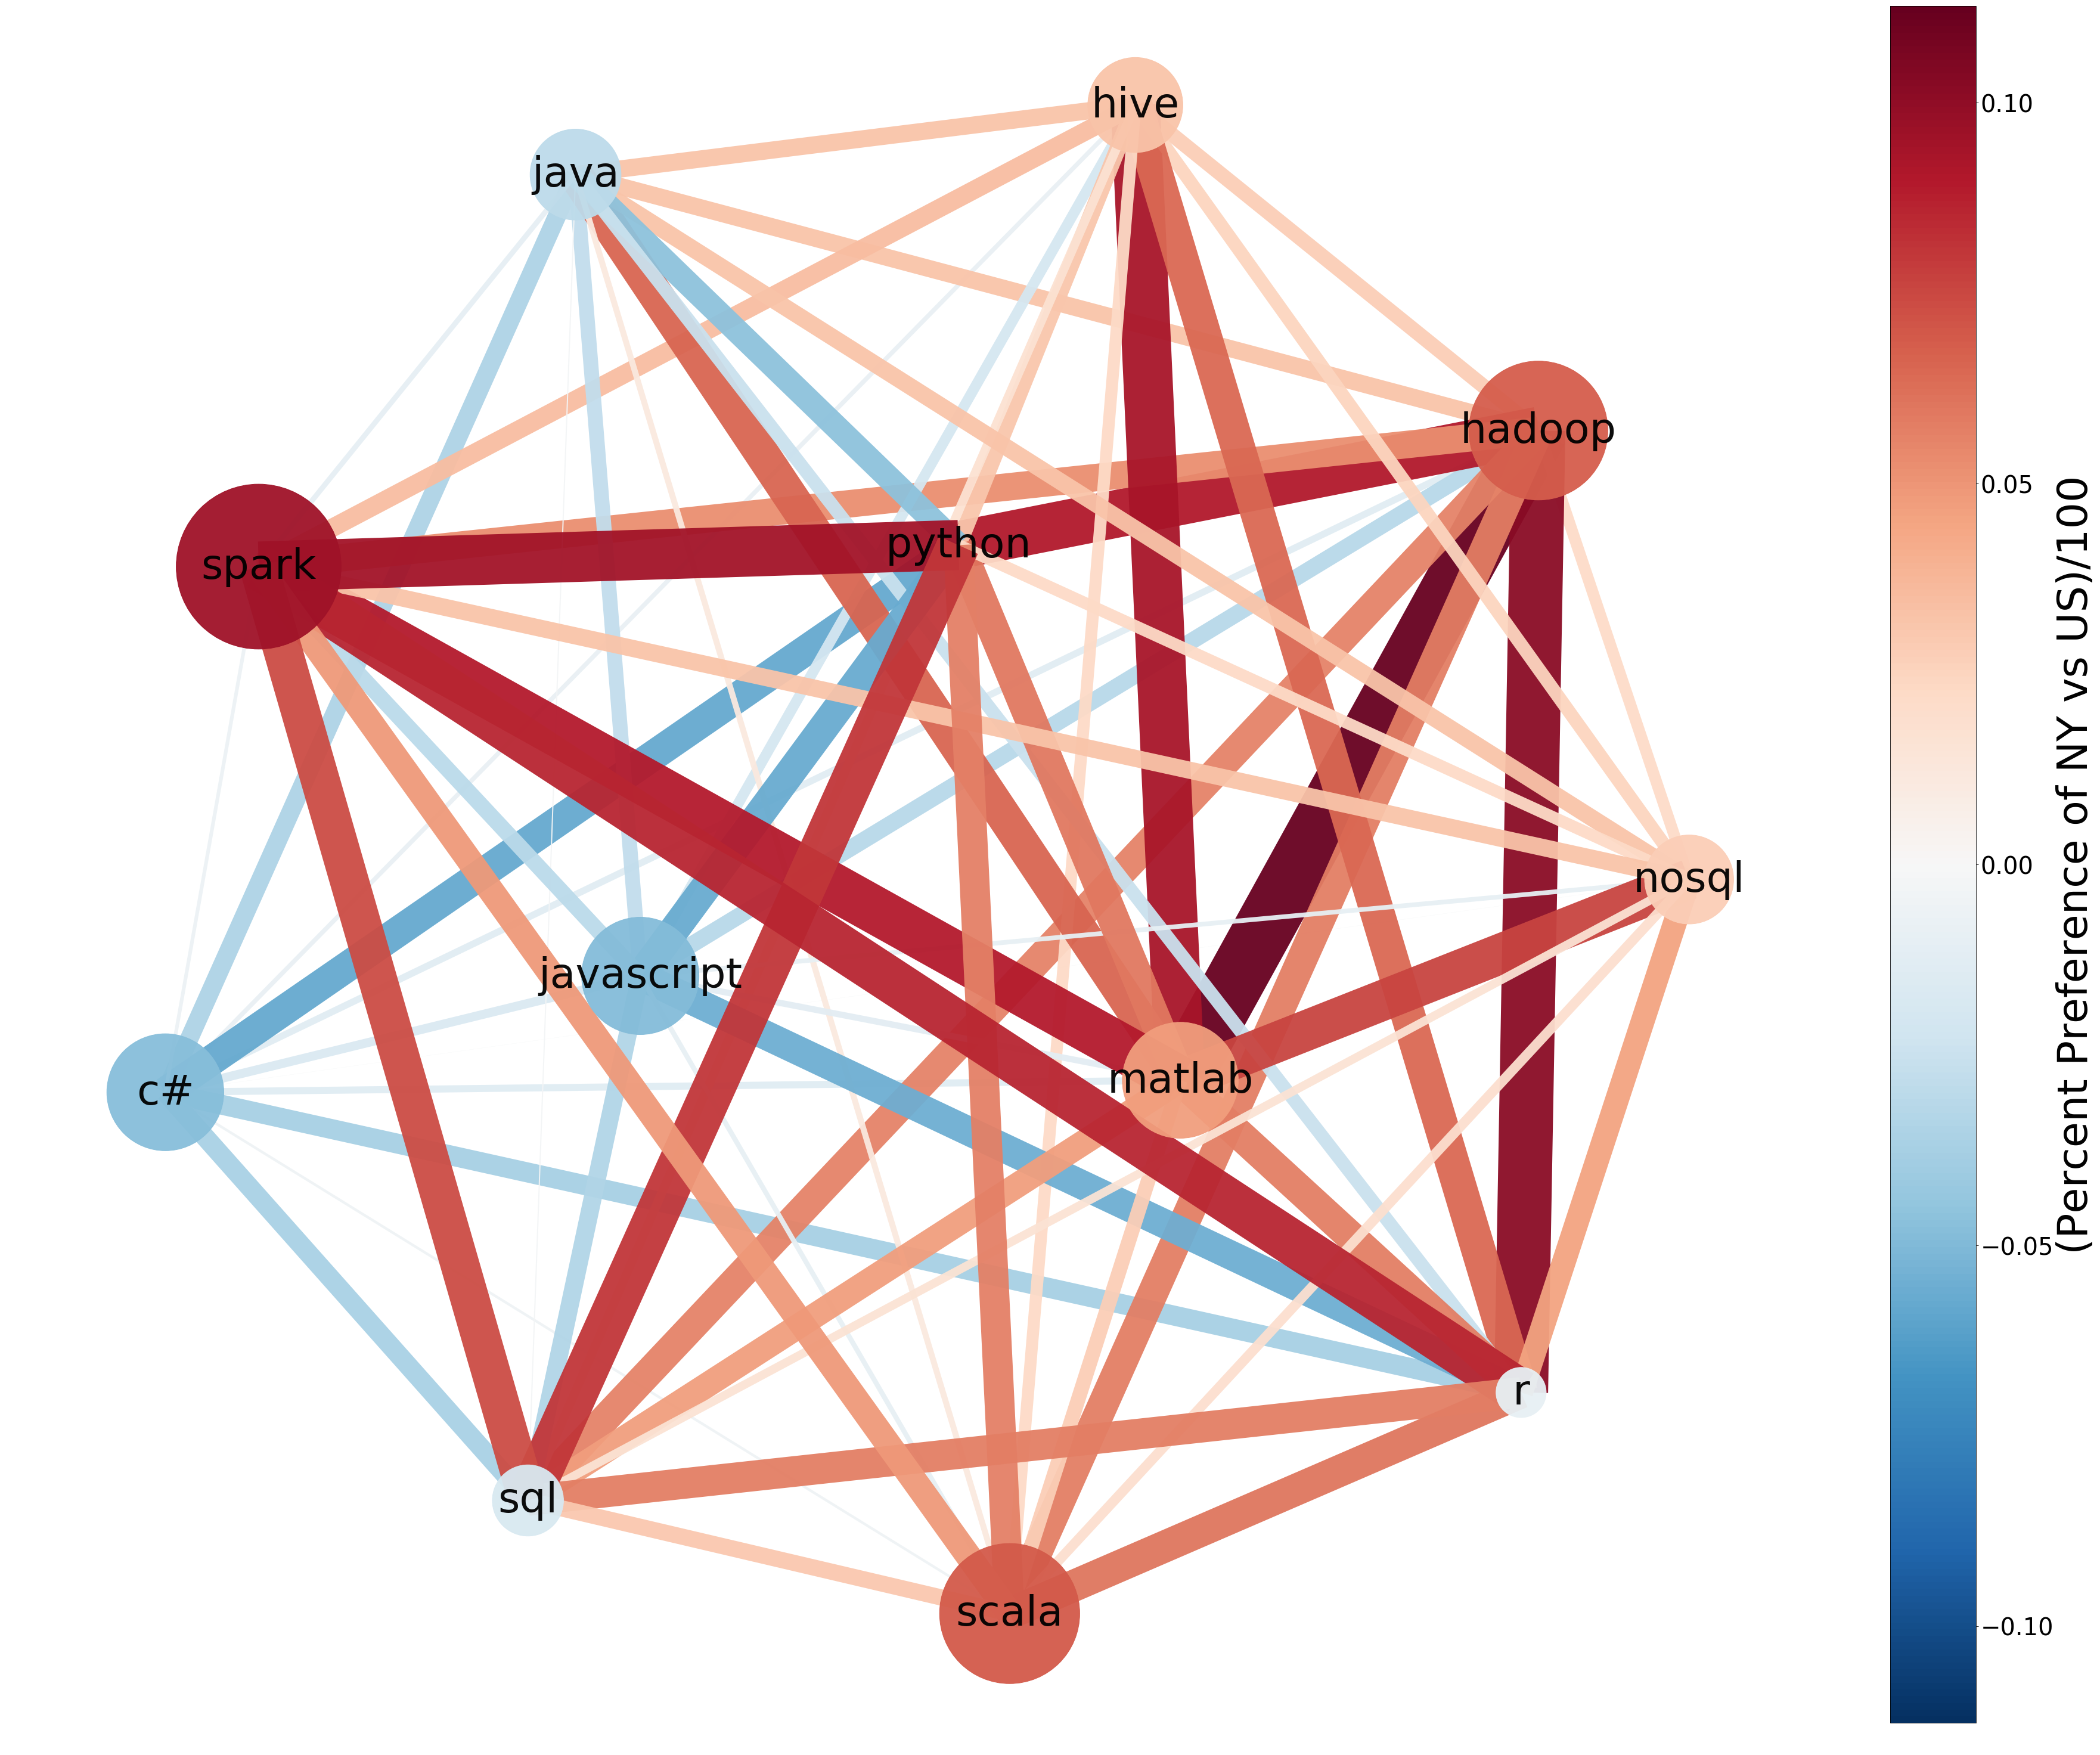 hive
java
hadoop
python
spark
nosql
javascript
matlab
c#
r
sql
scala
0.10
0.05
0.00
−0.05
−0.10
(Percent Preference of NY vs US)/100